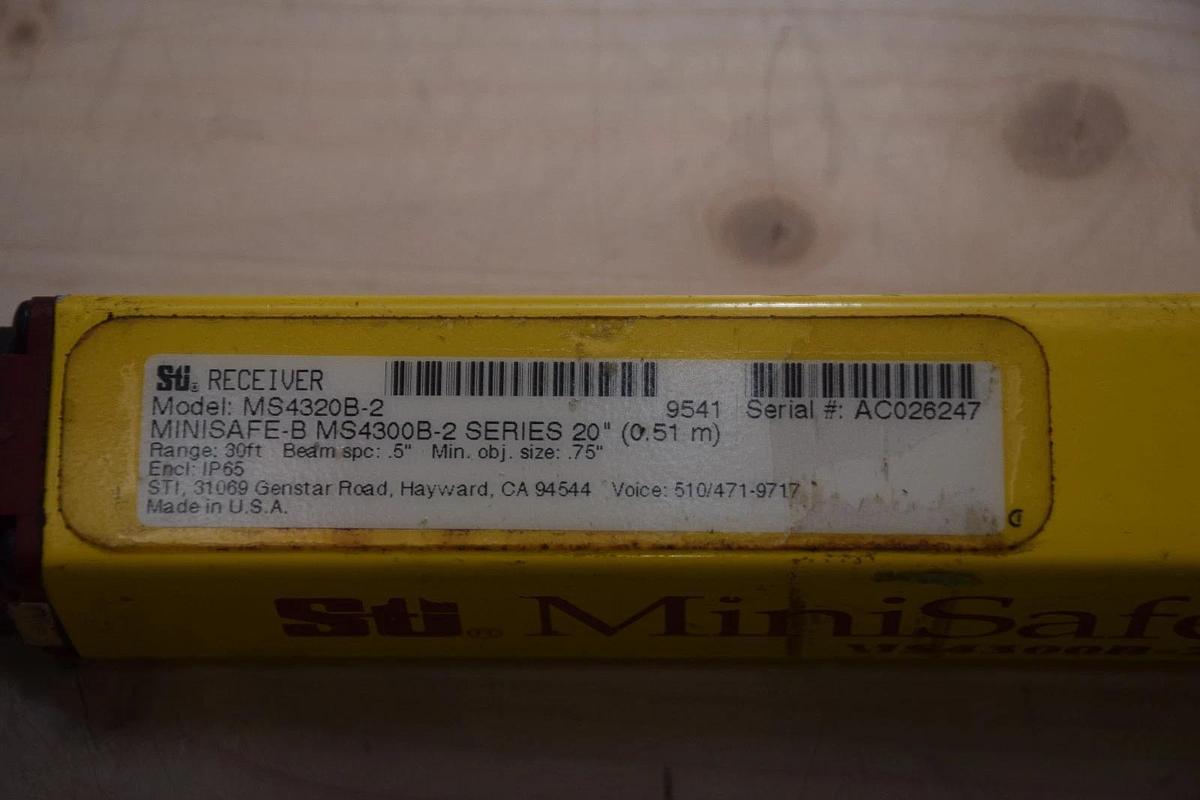 Sti® RECEIVER
Model: MS4320B-2 9541 Serial #: AC026247
MINISAFE-B MS4300B-2 SERIES 20" (0.51 m)
Range: 30ft Beam spc: .5" Min. obj. size: .75"
Encl: IP65
STI, 31069 Genstar Road, Hayward, CA 94544 Voice: 510/471-9717
Made in U.S.A.
Sti® MiniSafe
MS4300B-2